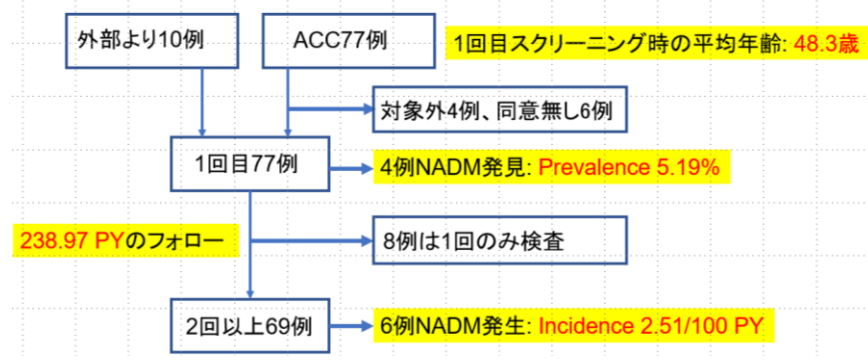 外部より10例
ACC77例
1回目スクリーニング時の平均年齢: 48.3歳
対象外4例、同意無し6例
1回目77例
4例NADM発見: Prevalence 5.19%
238.97 PYのフォロー
8例は1回のみ検査
2回以上69例
6例NADM発生: Incidence 2.51/100 PY